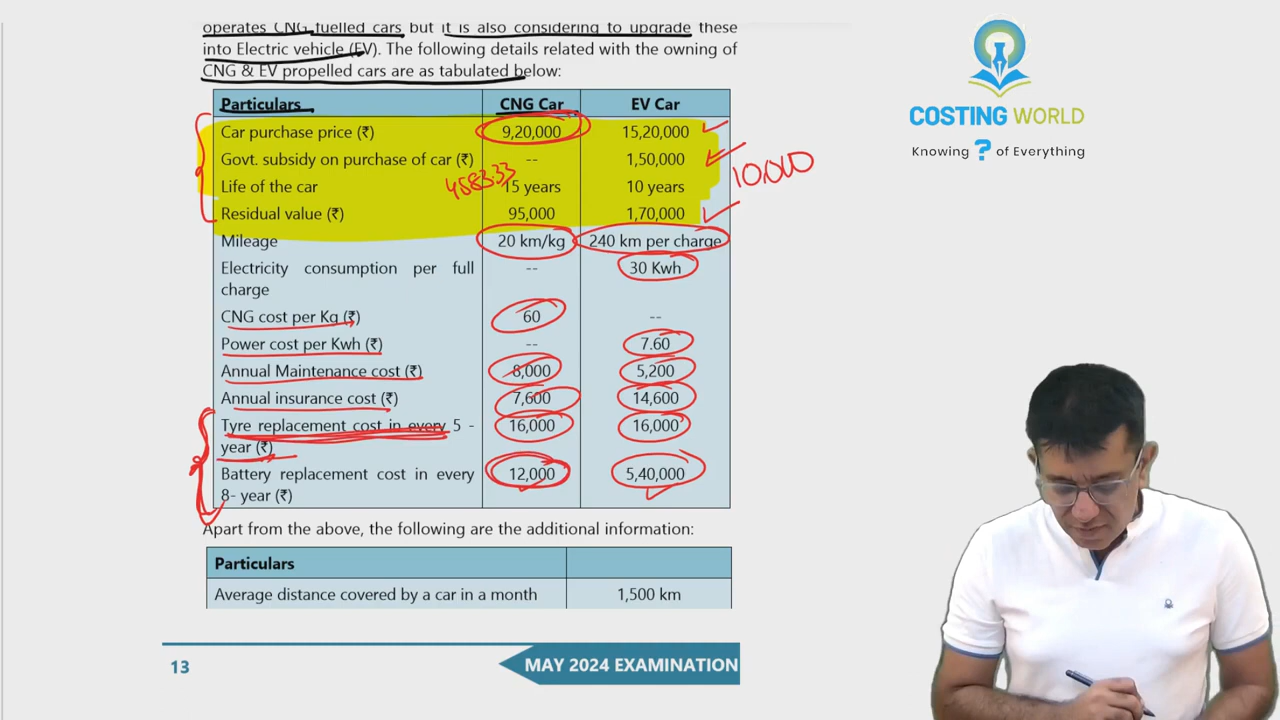 operates CNG fuelled cars but it is also considering to upgrade these
into Electric vehicle (EV). The following details related with the owning of
CNG & EV propelled cars are as tabulated below:
Particulars CNG Car EV Car
Car purchase price (₹) 9,20,000 15,20,000
Govt. subsidy on purchase of car (₹) -- 1,50,000
10,000
4583.33
Life of the car 15 years 10 years
Residual value (₹) 95,000 1,70,000
Mileage 20 km/kg 240 km per charge
Electricity consumption per full
charge -- 30 Kwh
CNG cost per Kg (₹) 60 --
Power cost per Kwh (₹) -- 7.60
Annual Maintenance cost (₹) 8,000 5,200
Annual insurance cost (₹) 7,600 14,600
Tyre replacement cost in every 5 -
year (₹) 16,000 16,000
Battery replacement cost in every
8- year (₹) 12,000 5,40,000
Apart from the above, the following are the additional information:
Particulars
Average distance covered by a car in a month 1,500 km
13
MAY 2024 EXAMINATION
COSTING WORLD
Knowing ? of Everything